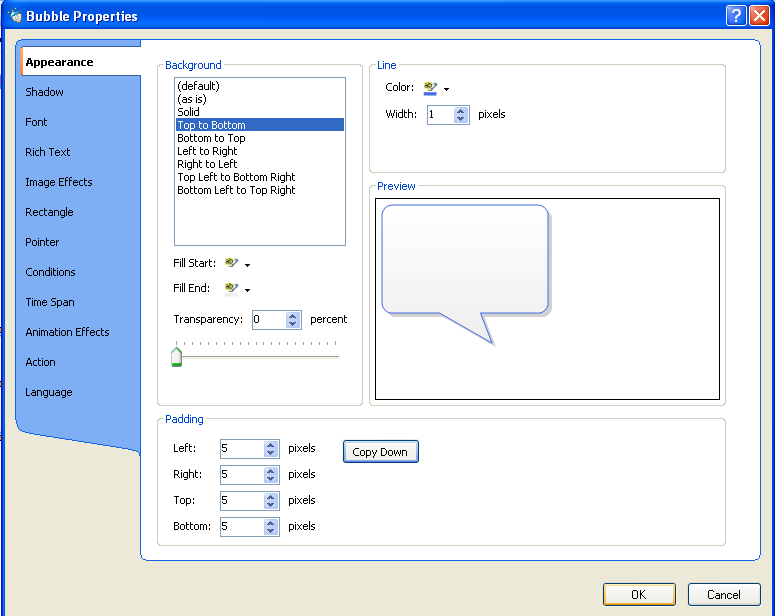 Bubble Properties
Appearance
Shadow
Font
Rich Text
Image Effects
Rectangle
Pointer
Conditions
Time Span
Animation Effects
Action
Language
Background
(default)
(as is)
Solid
Top to Bottom
Bottom to Top
Left to Right
Right to Left
Top Left to Bottom Right
Bottom Left to Top Right
Fill Start:
Fill End:
Transparency: 0 percent
Line
Color:
Width: 1 pixels
Preview
Padding
Left: 5 pixels Copy Down
Right: 5 pixels
Top: 5 pixels
Bottom: 5 pixels
OK Cancel